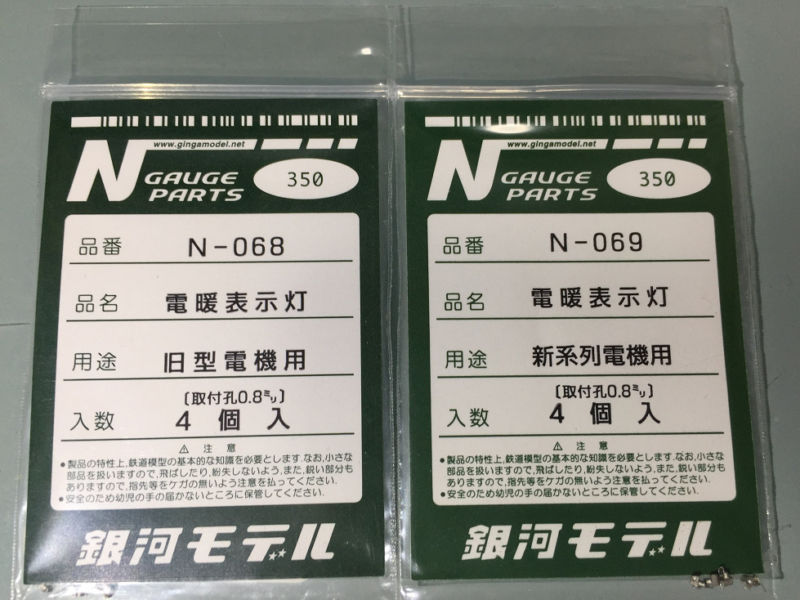 www.gingamodel.net
N GAUGE PARTS 350
品番 N-068
品名 電暖表示灯
用途 旧型電機用
(取付孔0.8㍉)
入数 4個入
⚠ 注意
●製品の特性上,鉄道模型の基本的な知識を必要とします.なお,小さな
部品を扱いますので,飛ばしたり,紛失しないよう,また,鋭い部分も
ありますので,指先等をケガの無いよう注意を払ってください.
●安全のため幼児の手の届かないところに保管してください.
銀河モデル
www.gingamodel.net
N GAUGE PARTS 350
品番 N-069
品名 電暖表示灯
用途 新系列電機用
(取付孔0.8㍉)
入数 4個入
⚠ 注意
●製品の特性上,鉄道模型の基本的な知識を必要とします.なお,小さな
部品を扱いますので,飛ばしたり,紛失しないよう,また,鋭い部分も
ありますので,指先等をケガの無いよう注意を払ってください.
●安全のため幼児の手の届かないところに保管してください.
銀河モデル